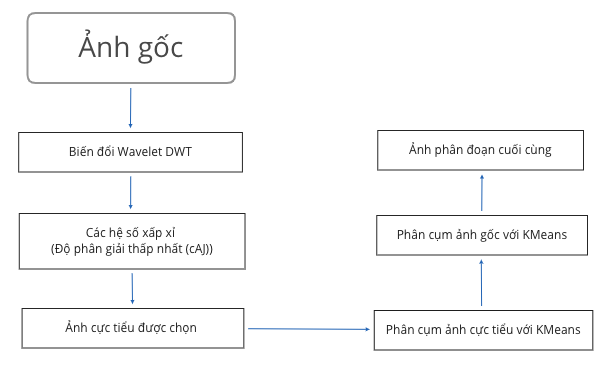 Ảnh gốc
Biến đổi Wavelet DWT
Các hệ số xấp xỉ
(Độ phân giải thấp nhất (cAJ))
Ảnh cực tiểu được chọn
Phân cụm ảnh cực tiểu với KMeans
Phân cụm ảnh gốc với KMeans
Ảnh phân đoạn cuối cùng